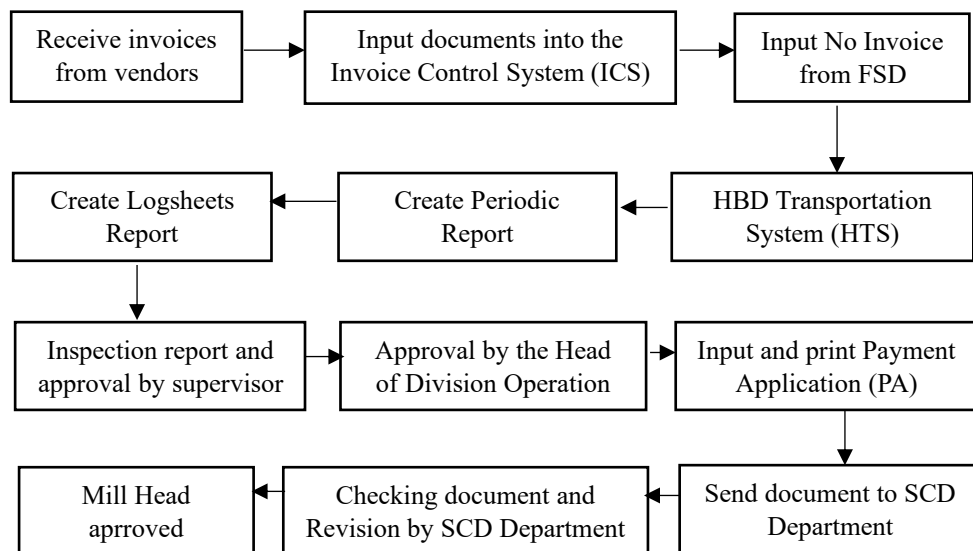 Receive invoices
from vendors
Input documents into the
Invoice Control System (ICS)
Input No Invoice
from FSD
HBD Transportation
System (HTS)
Create Periodic
Report
Create Logsheets
Report
Inspection report and
approval by supervisor
Approval by the Head
of Division Operation
Input and print Payment
Application (PA)
Send document to SCD
Department
Checking document and
Revision by SCD Department
Mill Head
aprroved